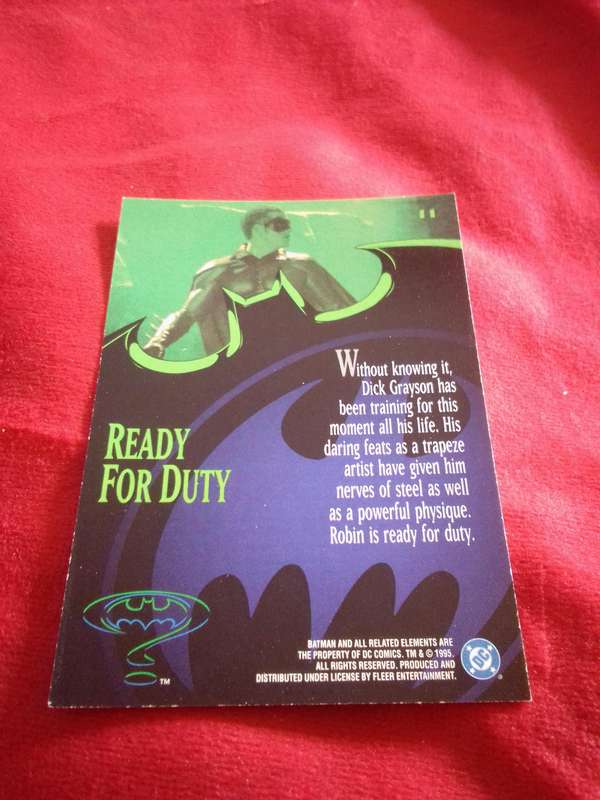 11
Without knowing it,
Dick Grayson has
been training for this
moment all his life. His
daring feats as a trapeze
artist have given him
nerves of steel as well
as a powerful physique.
Robin is ready for duty.
READY
FOR DUTY
TM
BATMAN AND ALL RELATED ELEMENTS ARE
THE PROPERTY OF DC COMICS. TM & © 1995.
ALL RIGHTS RESERVED. PRODUCED AND
DISTRIBUTED UNDER LICENSE BY FLEER ENTERTAINMENT.
DC
®